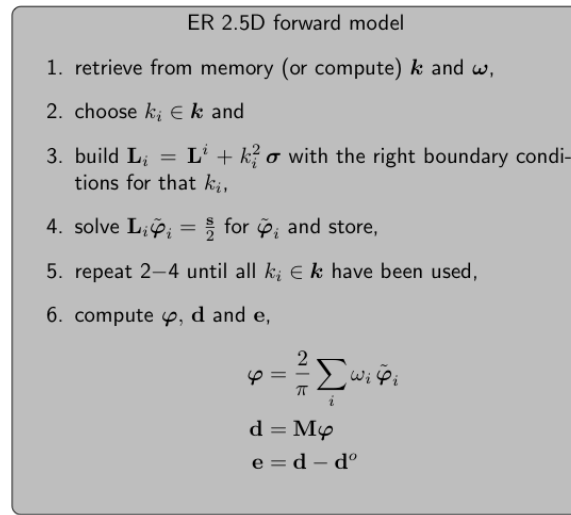 ER 2.5D forward model
1. retrieve from memory (or compute) k and ω,
2. choose kᵢ ∈ k and
3. build Lᵢ = Lⁱ + kᵢ² σ with the right boundary condi-
tions for that kᵢ,
4. solve Lᵢφ̃ᵢ = s/2 for φ̃ᵢ and store,
5. repeat 2−4 until all kᵢ ∈ k have been used,
6. compute φ, d and e,
φ = 2/π ∑ᵢ ωᵢ φ̃ᵢ
d = Mφ
e = d − dᵒ